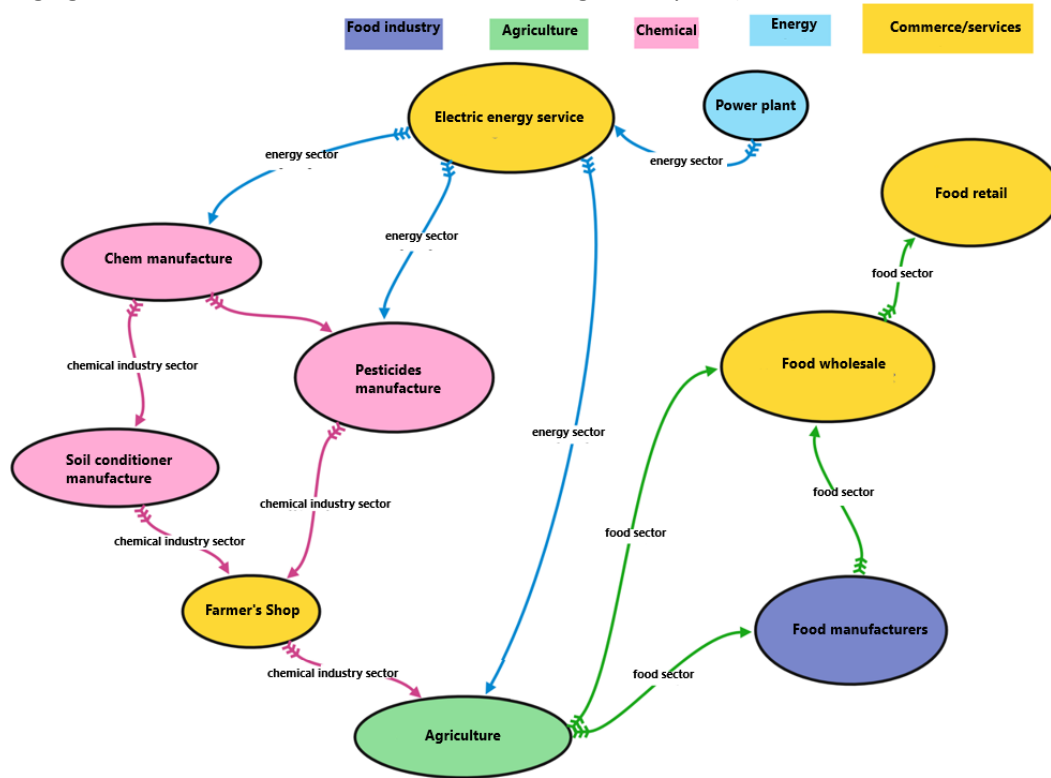 Food industry
Agriculture
Chemical
Energy
Commerce/services
Electric energy service
Power plant
energy sector
energy sector
Food retail
energy sector
Chem manufacture
food sector
chemical industry sector
Pesticides
manufacture
Food wholesale
energy sector
Soil conditioner
manufacture
chemical industry sector
food sector
chemical industry sector
food sector
Farmer's Shop
Food manufacturers
chemical industry sector
food sector
Agriculture